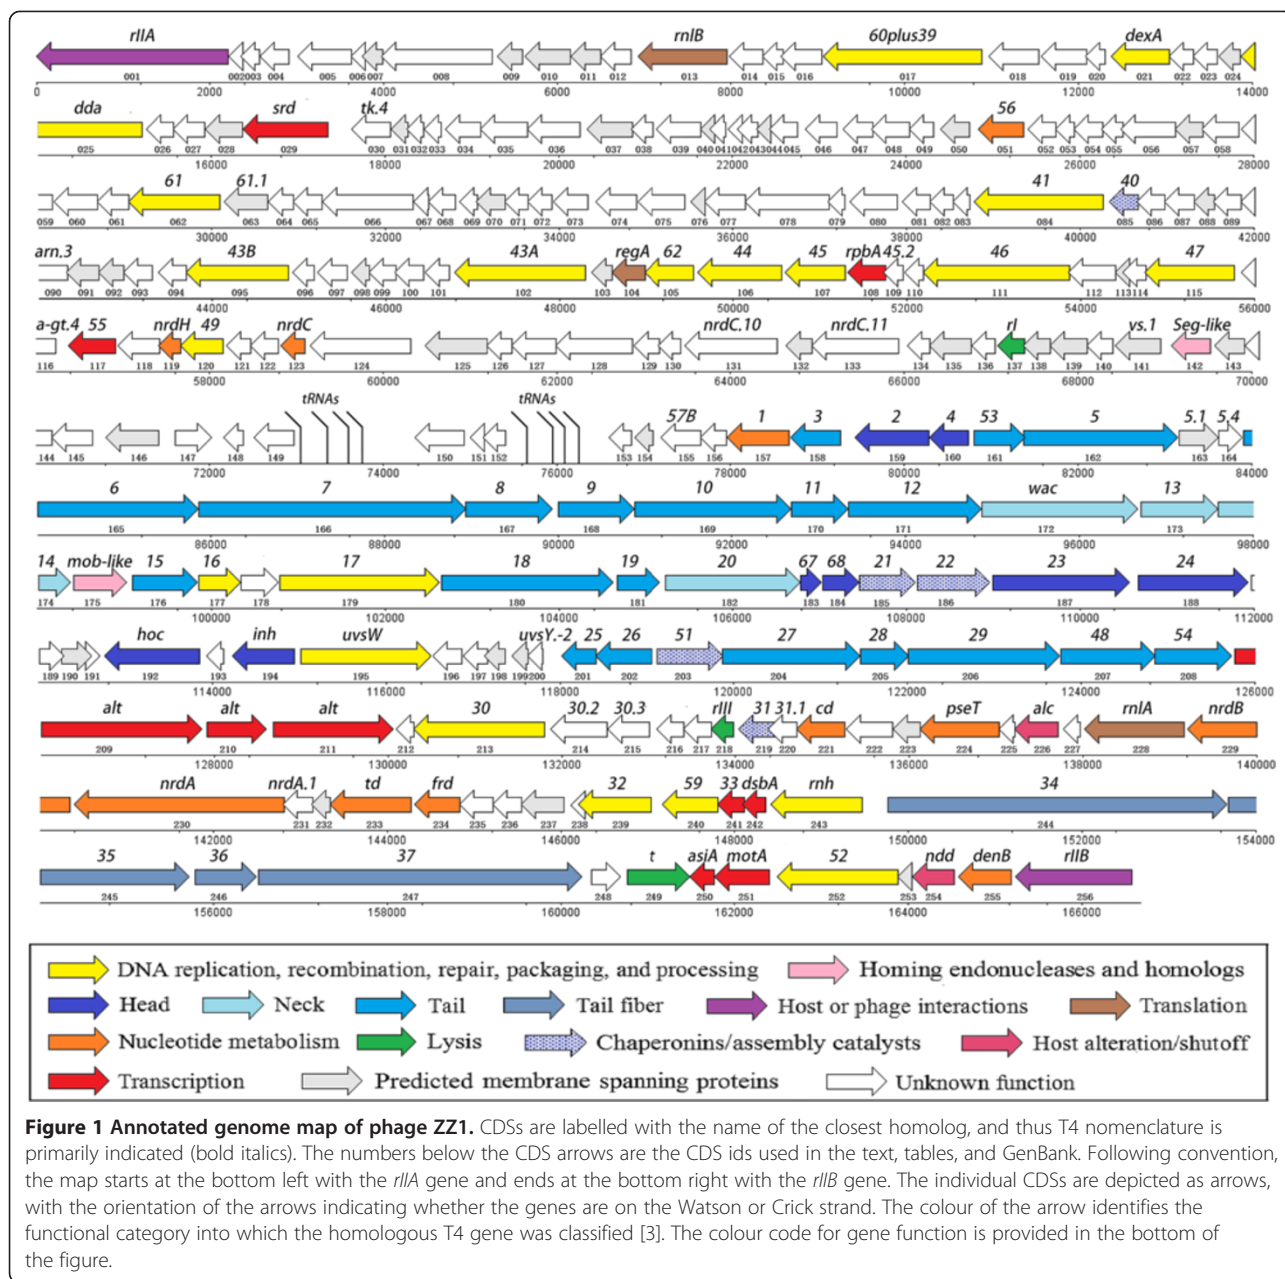 rIIA rnlB 60plus39 dexA
001 002 003 004 005 006 007 008 009 010 011 012 013 014 015 016 017 018 019 020 021 022 023 024
0 2000 4000 6000 8000 10000 12000 14000
dda srd tk.4 56
025 026 027 028 029 030 031 032 033 034 035 036 037 038 039 040 041 042 043 044 045 046 047 048 049 050 051 052 053 054 055 056 057 058
16000 18000 20000 22000 24000 26000 28000
61 61.1 41 40
059 060 061 062 063 064 065 066 067 068 069 070 071 072 073 074 075 076 077 078 079 080 081 082 083 084 085 086 087 088 089
30000 32000 34000 36000 38000 40000 42000
arn.3 43B 43A regA 62 44 45 rpbA 45.2 46 47
090 091 092 093 094 095 096 097 098 099 100 101 102 103 104 105 106 107 108 109 110 111 112 113 114 115
44000 46000 48000 50000 52000 54000 56000
a-gt.4 55 nrdH 49 nrdC nrdC.10 nrdC.11 rI vs.1 Seg-like
116 117 118 119 120 121 122 123 124 125 126 127 128 129 130 131 132 133 134 135 136 137 138 139 140 141 142 143
58000 60000 62000 64000 66000 68000 70000
tRNAs tRNAs 57B 1 3 2 4 53 5 5.1 5.4
144 145 146 147 148 149 150 151 152 153 154 155 156 157 158 159 160 161 162 163 164
72000 74000 76000 78000 80000 82000 84000
6 7 8 9 10 11 12 wac 13
165 166 167 168 169 170 171 172 173
86000 88000 90000 92000 94000 96000 98000
14 mob-like 15 16 17 18 19 20 67 68 21 22 23 24
174 175 176 177 178 179 180 181 182 183 184 185 186 187 188
100000 102000 104000 106000 108000 110000 112000
hoc inh uvsW uvsY.-2 25 26 51 27 28 29 48 54
189 190 191 192 193 194 195 196 197 198 199 200 201 202 203 204 205 206 207 208
114000 116000 118000 120000 122000 124000 126000
alt alt alt 30 30.2 30.3 rIII 31 31.1 cd pseT alc rnlA nrdB
209 210 211 212 213 214 215 216 217 218 219 220 221 222 223 224 225 226 227 228 229
128000 130000 132000 134000 136000 138000 140000
nrdA nrdA.1 td frd 32 59 33 dsbA rnh 34
230 231 232 233 234 235 236 237 238 239 240 241 242 243 244
142000 144000 146000 148000 150000 152000 154000
35 36 37 t asiA motA 52 ndd denB rIIB
245 246 247 248 249 250 251 252 253 254 255 256
156000 158000 160000 162000 164000 166000
DNA replication, recombination, repair, packaging, and processing Homing endonucleases and homologs
Head Neck Tail Tail fiber Host or phage interactions Translation
Nucleotide metabolism Lysis Chaperonins/assembly catalysts Host alteration/shutoff
Transcription Predicted membrane spanning proteins Unknown function
Figure 1 Annotated genome map of phage ZZ1. CDSs are labelled with the name of the closest homolog, and thus T4 nomenclature is
primarily indicated (bold italics). The numbers below the CDS arrows are the CDS ids used in the text, tables, and GenBank. Following convention,
the map starts at the bottom left with the rIIA gene and ends at the bottom right with the rIIB gene. The individual CDSs are depicted as arrows,
with the orientation of the arrows indicating whether the genes are on the Watson or Crick strand. The colour of the arrow identifies the
functional category into which the homologous T4 gene was classified [3]. The colour code for gene function is provided in the bottom of
the figure.